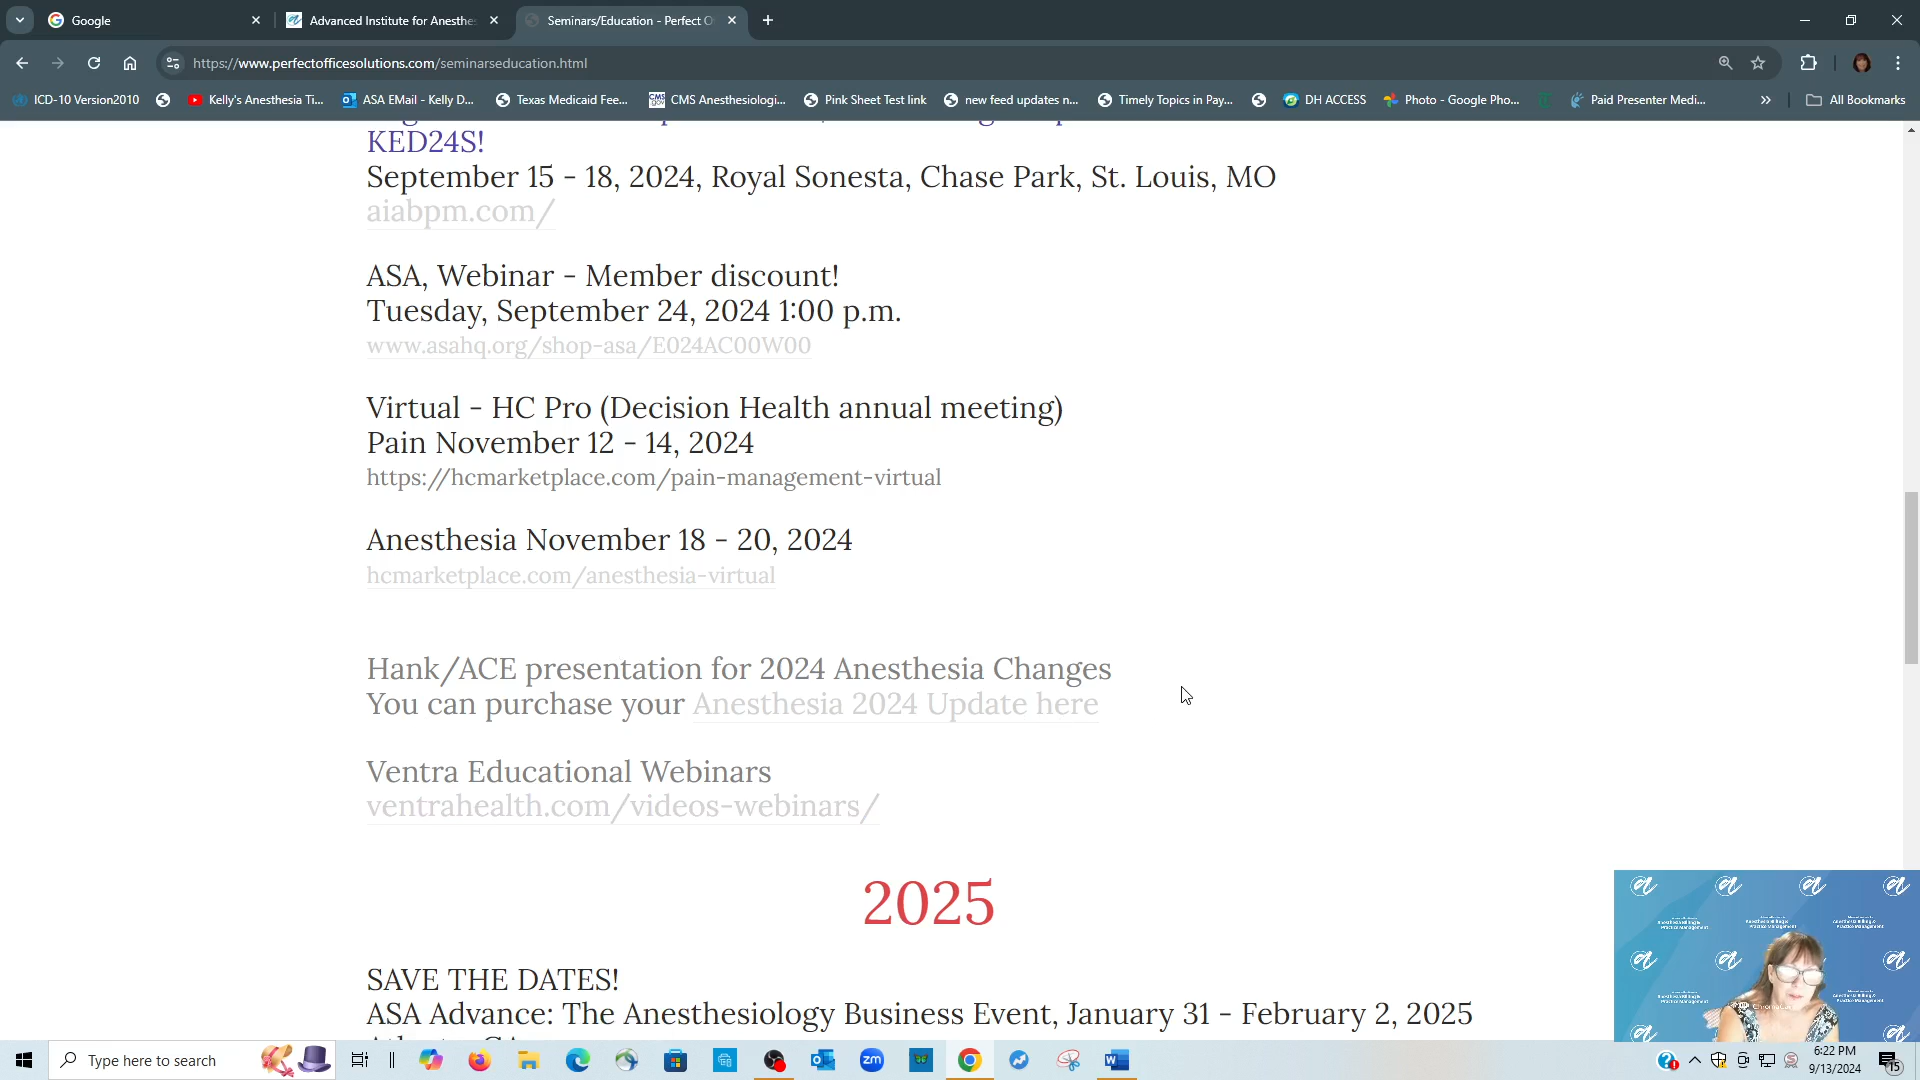 Google
Advanced Institute for Anesthe
Seminars/Education - Perfect O
https://www.perfectofficesolutions.com/seminarseducation.html
ICD-10 Version2010
Kelly's Anesthesia Ti...
ASA EMail - Kelly D...
Texas Medicaid Fee...
CMS Anesthesiologi...
Pink Sheet Test link
new feed updates n...
Timely Topics in Pay...
DH ACCESS
Photo - Google Pho...
Paid Presenter Medi...
All Bookmarks
KED24S!
September 15 - 18, 2024, Royal Sonesta, Chase Park, St. Louis, MO
aiabpm.com/
ASA, Webinar - Member discount!
Tuesday, September 24, 2024 1:00 p.m.
www.asahq.org/shop-asa/E024AC00W00
Virtual - HC Pro (Decision Health annual meeting)
Pain November 12 - 14, 2024
https://hcmarketplace.com/pain-management-virtual
Anesthesia November 18 - 20, 2024
hcmarketplace.com/anesthesia-virtual
Hank/ACE presentation for 2024 Anesthesia Changes
You can purchase your Anesthesia 2024 Update here
Ventra Educational Webinars
ventrahealth.com/videos-webinars/
2025
SAVE THE DATES!
ASA Advance: The Anesthesiology Business Event, January 31 - February 2, 2025
Type here to search
6:22 PM
9/13/2024
15